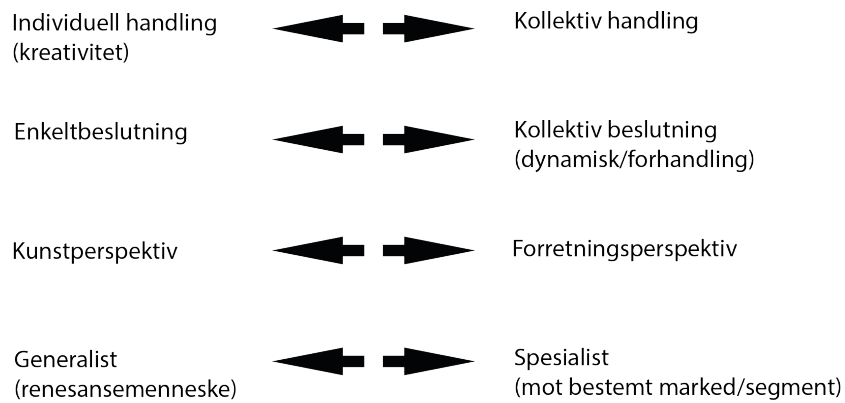 Individuell handling
(kreativitet)
Kollektiv handling
Enkeltbeslutning
Kollektiv beslutning
(dynamisk/forhandling)
Kunstperspektiv
Forretningsperspektiv
Generalist
(renesansemenneske)
Spesialist
(mot bestemt marked/segment)